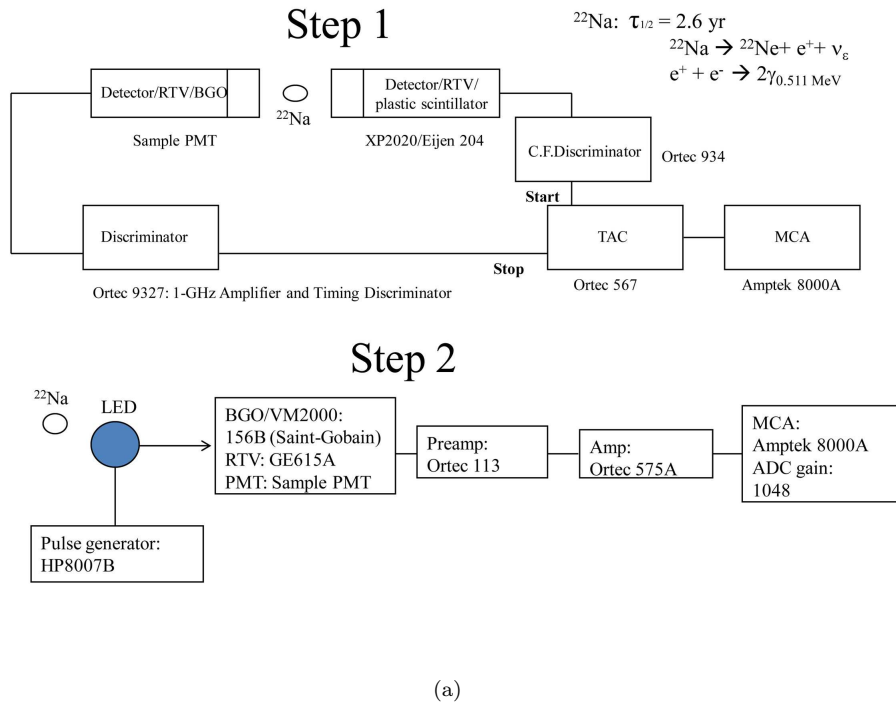 Step 1
²²Na: τ₁/₂ = 2.6 yr
²²Na → ²²Ne+ e⁺+ νε
e⁺ + e⁻ → 2γ0.511 MeV
Detector/RTV/BGO
²²Na
Detector/RTV/
plastic scintillator
Sample PMT
XP2020/Eijen 204
C.F.Discriminator
Ortec 934
Start
Discriminator
TAC
MCA
Stop
Ortec 9327: 1-GHz Amplifier and Timing Discriminator
Ortec 567
Amptek 8000A
Step 2
²²Na
LED
BGO/VM2000:
156B (Saint-Gobain)
RTV: GE615A
PMT: Sample PMT
Preamp:
Ortec 113
Amp:
Ortec 575A
MCA:
Amptek 8000A
ADC gain:
1048
Pulse generator:
HP8007B
(a)